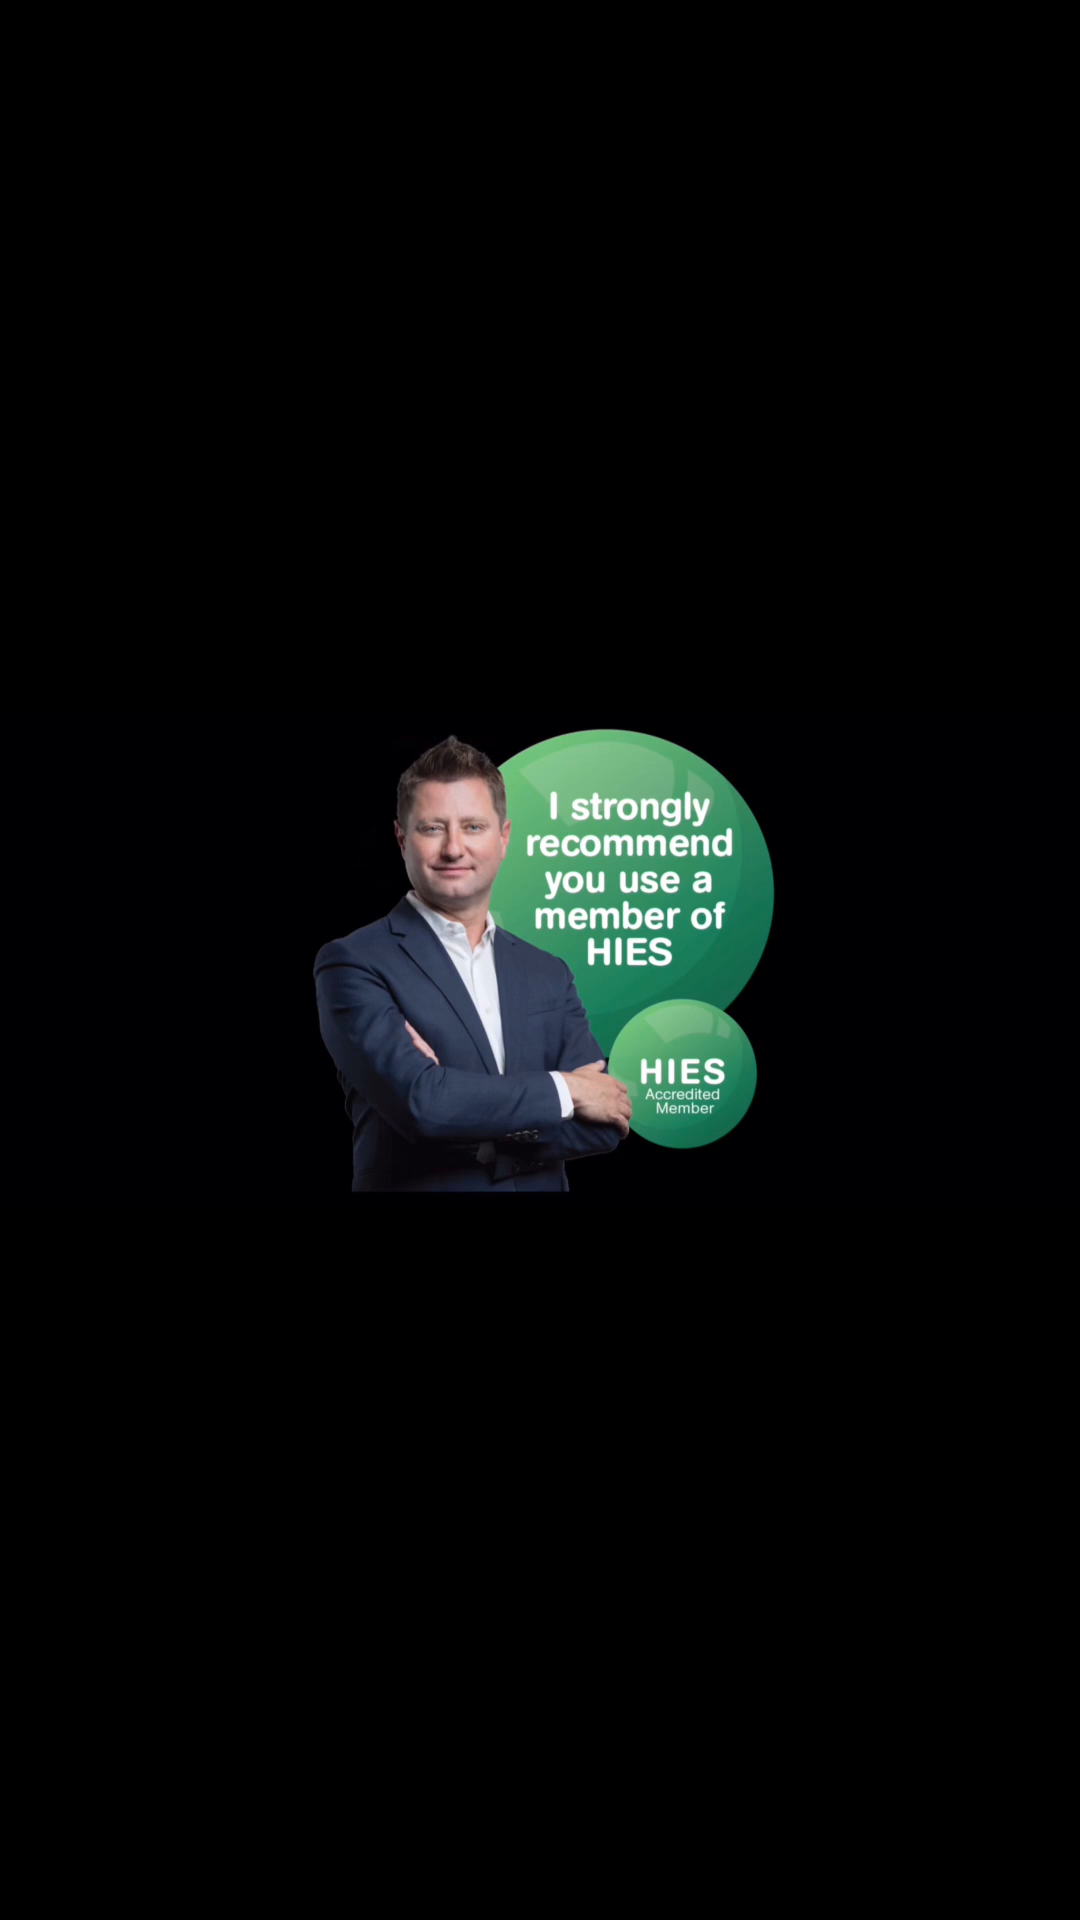 I strongly
recommend
you use a
member of
HIES
HIES
Accredited
Member